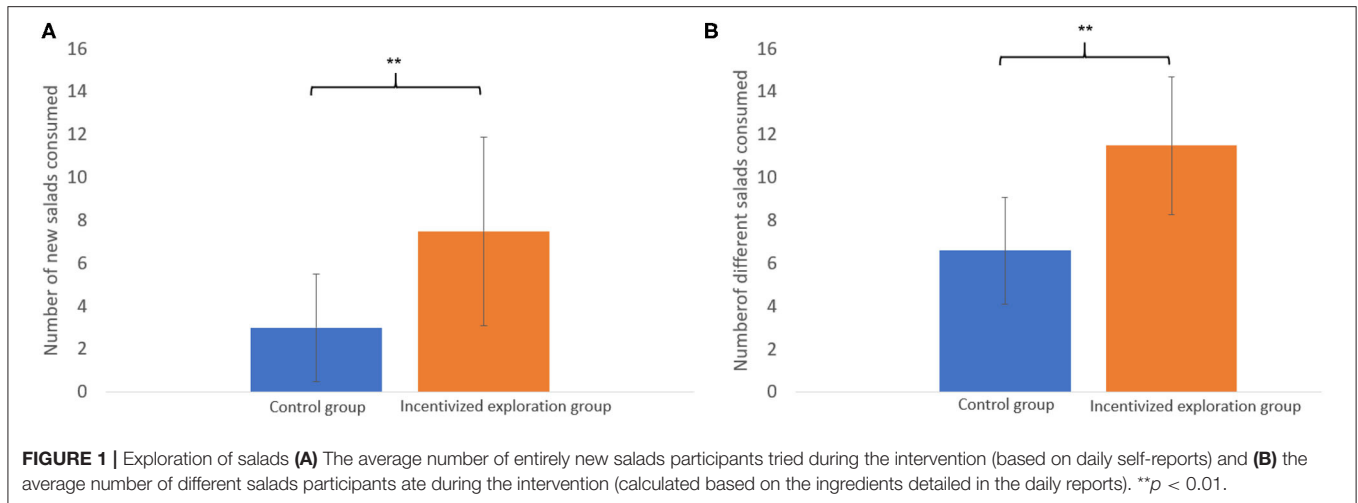 A
Number of new salads consumed
16
14
12
10
8
6
4
2
0
**
Control group
Incentivized exploration group
B
Numberof different salads consumed
16
14
12
10
8
6
4
2
0
**
Control group
Incentivized exploration group
FIGURE 1 | Exploration of salads (A) The average number of entirely new salads participants tried during the intervention (based on daily self-reports) and (B) the
average number of different salads participants ate during the intervention (calculated based on the ingredients detailed in the daily reports). **p < 0.01.